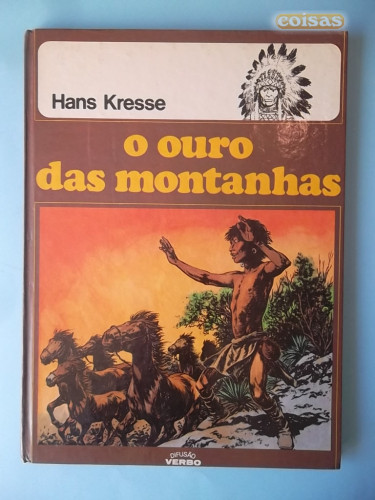 coisas
Hans Kresse
o ouro
das montanhas
DIFUSÃO
VERBO